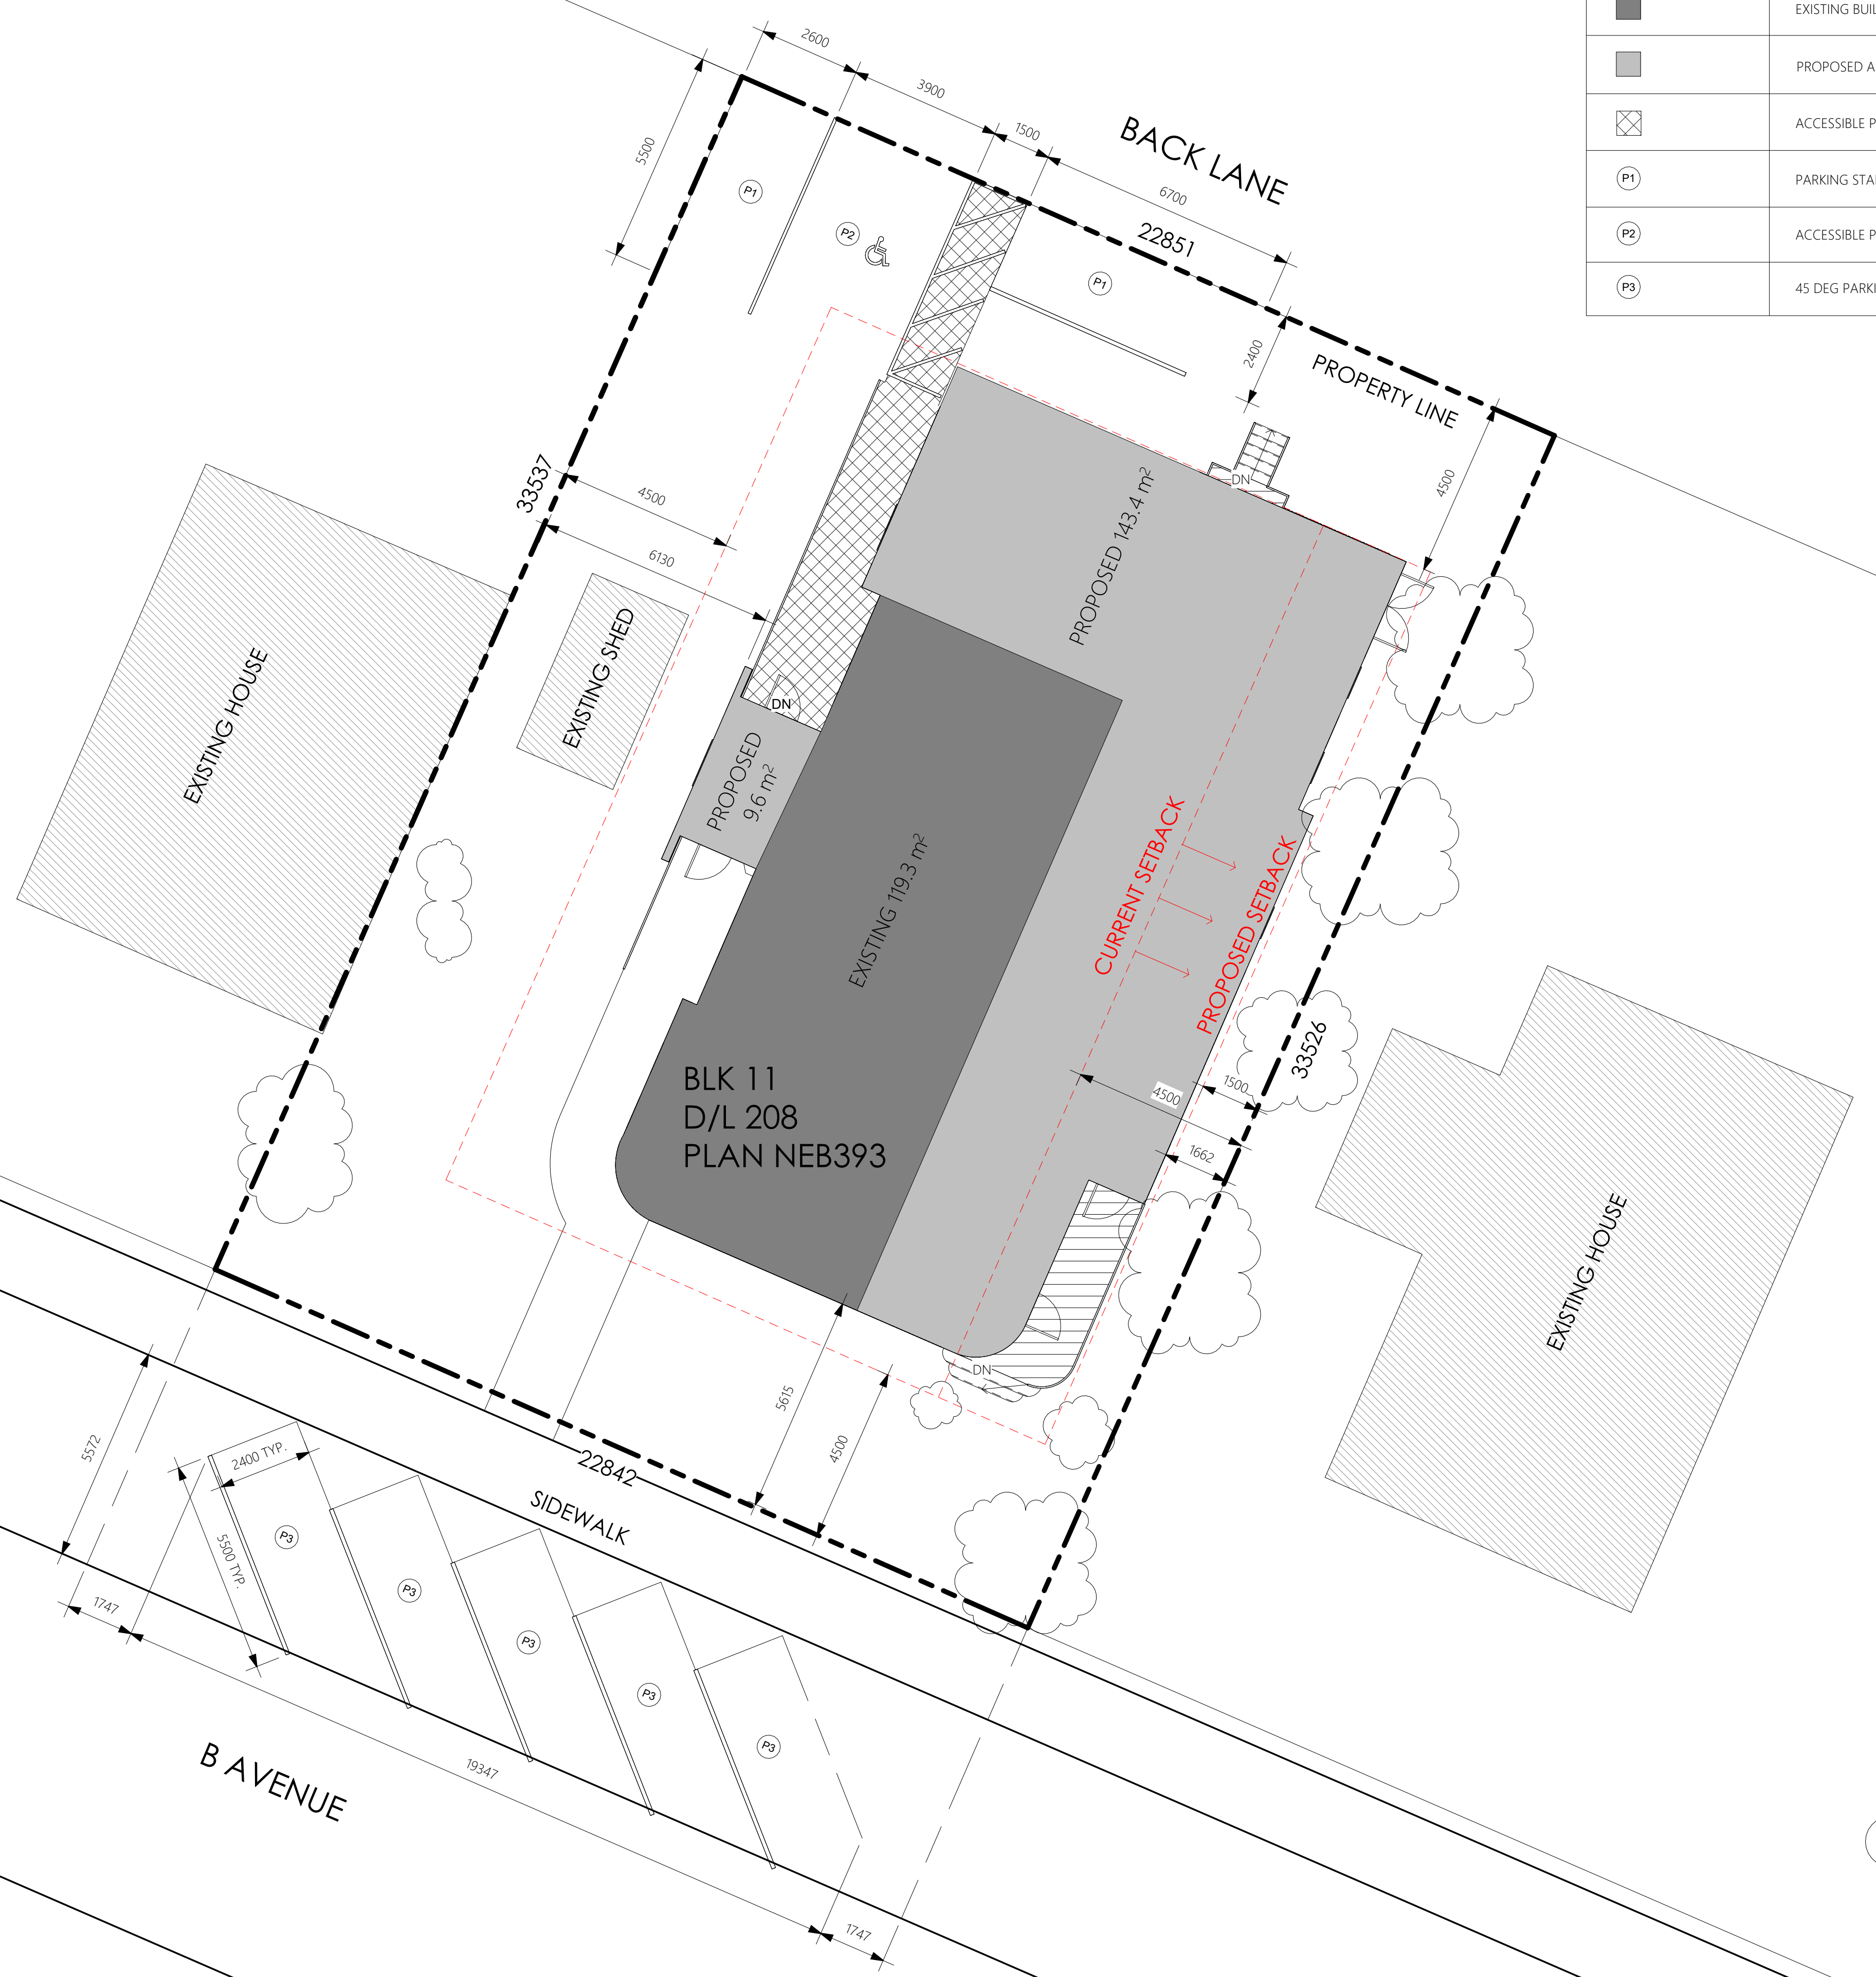 EXISTING BUIL
PROPOSED A
ACCESSIBLE P
P1
PARKING STA
P2
ACCESSIBLE P
P3
45 DEG PARKI
2600
3900
1500
6700
5500
BACK LANE
22851
P1
P2
P1
2400
PROPERTY LINE
4500
DN
33537
4500
6130
PROPOSED 143.4 m²
EXISTING HOUSE
EXISTING SHED
DN
PROPOSED
9.6 m²
EXISTING 119.3 m²
CURRENT SETBACK
PROPOSED SETBACK
33526
BLK 11
D/L 208
PLAN NEB393
4500
1500
1662
EXISTING HOUSE
DN
5615
4500
22842
SIDEWALK
5572
2400 TYP.
5500 TYP.
P3
P3
P3
P3
P3
1747
19347
1747
B AVENUE